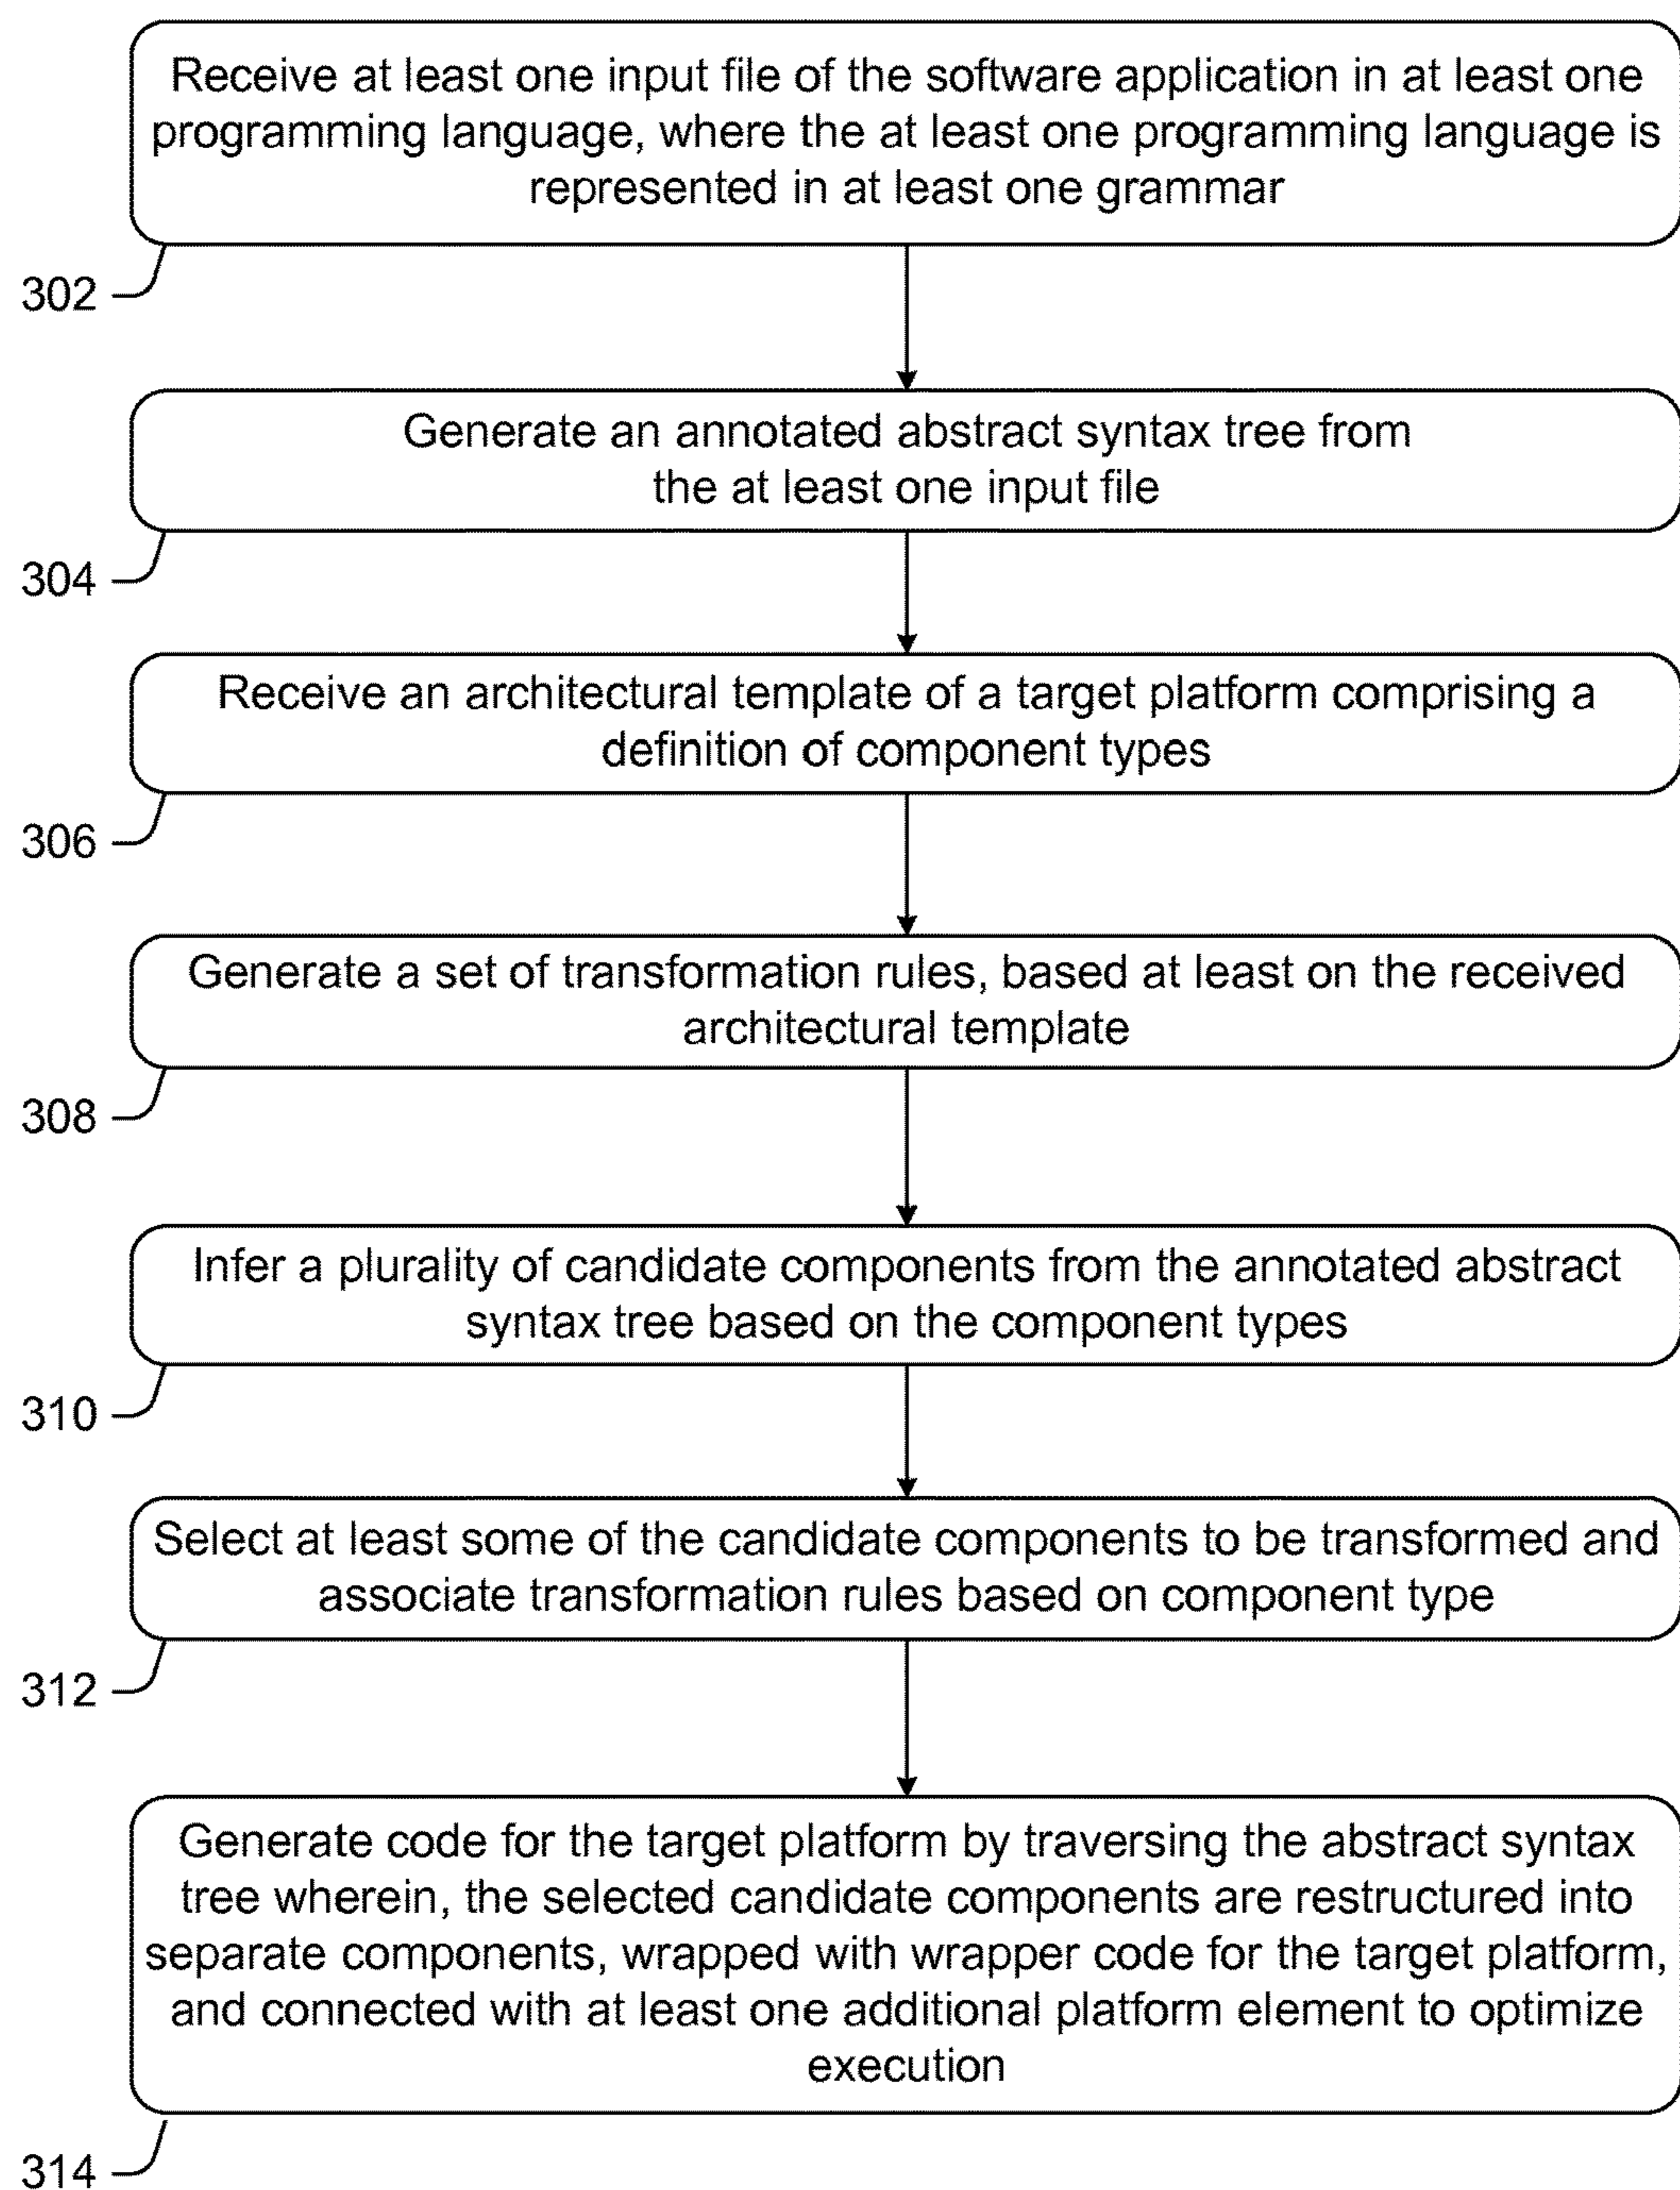 Receive at least one input file of the software application in at least one
programming language, where the at least one programming language is
represented in at least one grammar
302
Generate an annotated abstract syntax tree from
the at least one input file
304
Receive an architectural template of a target platform comprising a
definition of component types
306
Generate a set of transformation rules, based at least on the received
architectural template
308
Infer a plurality of candidate components from the annotated abstract
syntax tree based on the component types
310
Select at least some of the candidate components to be transformed and
associate transformation rules based on component type
312
Generate code for the target platform by traversing the abstract syntax
tree wherein, the selected candidate components are restructured into
separate components, wrapped with wrapper code for the target platform,
and connected with at least one additional platform element to optimize
execution
314